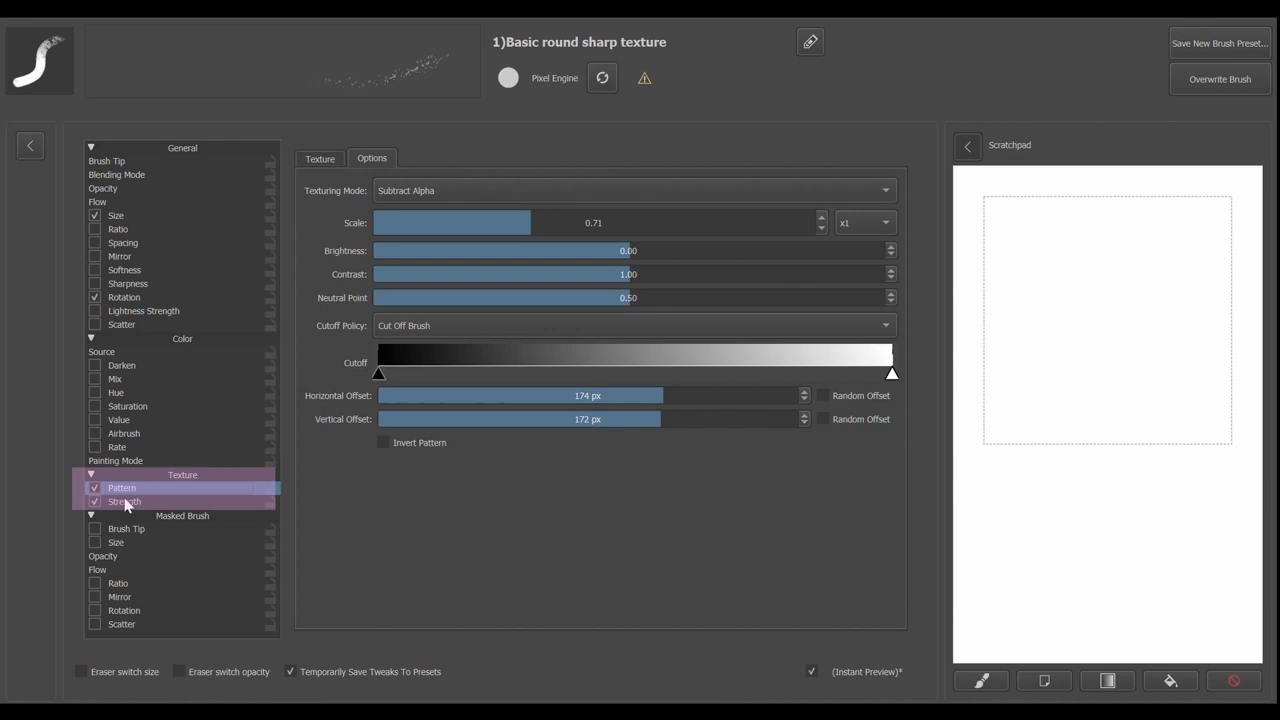 1)Basic round sharp texture
Pixel Engine
Save New Brush Preset...
Overwrite Brush
General
Brush Tip
Blending Mode
Opacity
Flow
Size
Ratio
Spacing
Mirror
Softness
Sharpness
Rotation
Lightness Strength
Scatter
Color
Source
Darken
Mix
Hue
Saturation
Value
Airbrush
Rate
Painting Mode
Texture
Pattern
Strength
Masked Brush
Brush Tip
Size
Opacity
Flow
Ratio
Mirror
Rotation
Scatter
Texture Options
Texturing Mode: Subtract Alpha
Scale: 0.71 x1
Brightness: 0.00
Contrast: 1.00
Neutral Point 0.50
Cutoff Policy: Cut Off Brush
Cutoff
Horizontal Offset: 174 px Random Offset
Vertical Offset: 172 px Random Offset
Invert Pattern
Scratchpad
Eraser switch size Eraser switch opacity Temporarily Save Tweaks To Presets (Instant Preview)*